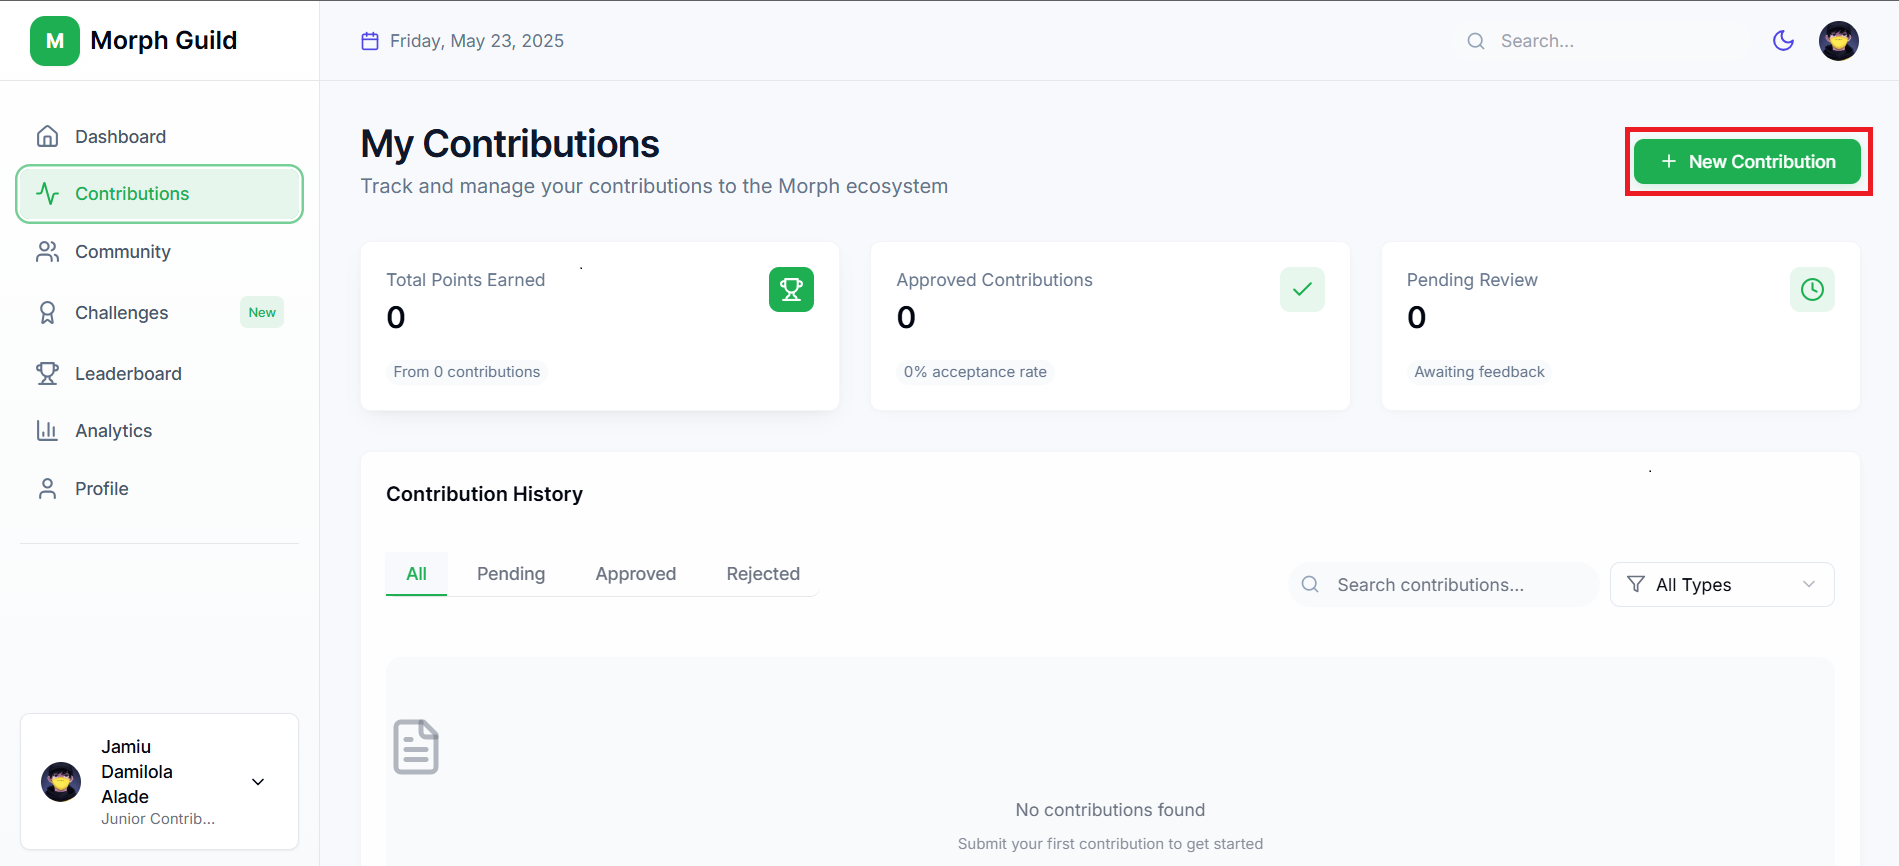 M Morph Guild
Friday, May 23, 2025
Search...
Dashboard
Contributions
Community
Challenges New
Leaderboard
Analytics
Profile
Jamiu
Damilola
Alade
Junior Contrib...
My Contributions
Track and manage your contributions to the Morph ecosystem
+ New Contribution
Total Points Earned
0
From 0 contributions
Approved Contributions
0
0% acceptance rate
Pending Review
0
Awaiting feedback
Contribution History
All Pending Approved Rejected
Search contributions...
All Types
No contributions found
Submit your first contribution to get started